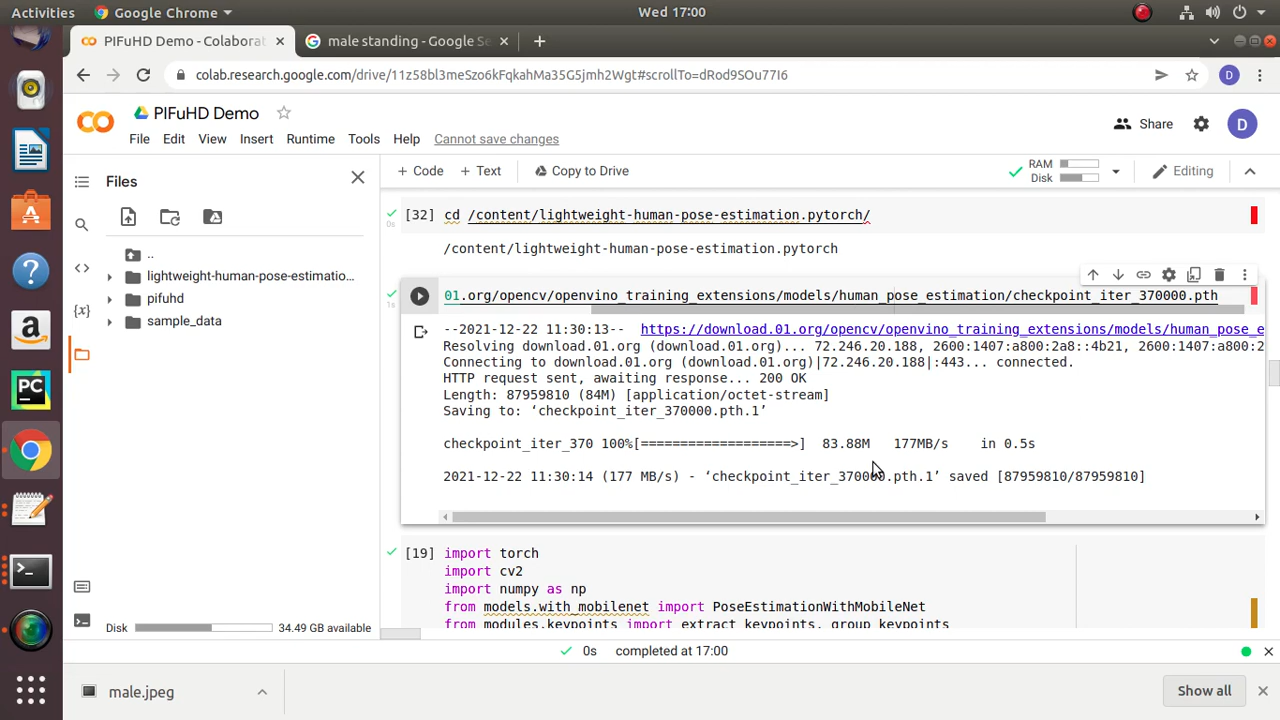 Activities
Google Chrome
Wed 17:00
PIFuHD Demo - Colaborat
male standing - Google Se
colab.research.google.com/drive/11z58bl3meSzo6kFqkahMa35G5jmh2Wgt#scrollTo=dRod9SOu77I6
D
PIFuHD Demo
File Edit View Insert Runtime Tools Help Cannot save changes
Share
D
Files
+ Code + Text Copy to Drive
RAM
Disk
Editing
..
lightweight-human-pose-estimatio...
pifuhd
sample_data
[32] cd /content/lightweight-human-pose-estimation.pytorch/
0s
/content/lightweight-human-pose-estimation.pytorch
01.org/opencv/openvino_training_extensions/models/human_pose_estimation/checkpoint_iter_370000.pth
1s
--2021-12-22 11:30:13-- https://download.01.org/opencv/openvino_training_extensions/models/human_pose_e
Resolving download.01.org (download.01.org)... 72.246.20.188, 2600:1407:a800:2a8::4b21, 2600:1407:a800:2
Connecting to download.01.org (download.01.org)|72.246.20.188|:443... connected.
HTTP request sent, awaiting response... 200 OK
Length: 87959810 (84M) [application/octet-stream]
Saving to: ‘checkpoint_iter_370000.pth.1’
checkpoint_iter_370 100%[===================>] 83.88M 177MB/s in 0.5s
2021-12-22 11:30:14 (177 MB/s) - ‘checkpoint_iter_370000.pth.1’ saved [87959810/87959810]
[19] import torch
import cv2
import numpy as np
from models.with_mobilenet import PoseEstimationWithMobileNet
from modules.keypoints import extract_keypoints, group_keypoints
Disk
34.49 GB available
0s completed at 17:00
male.jpeg
Show all